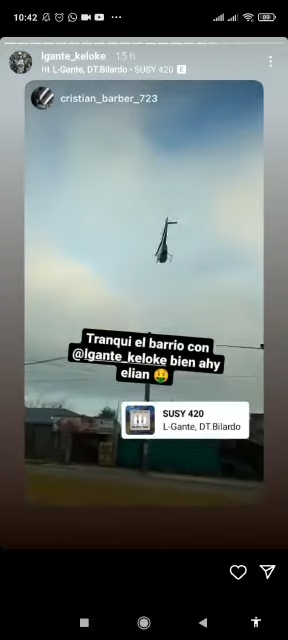 10:42
89
lgante_keloke 15 h
L-Gante, DT.Bilardo • SUSY 420 E
cristian_barber_723
Tranqui el barrio con
@lgante_keloke bien ahy
elian 🤑
SUSY 420
L-Gante, DT.Bilardo